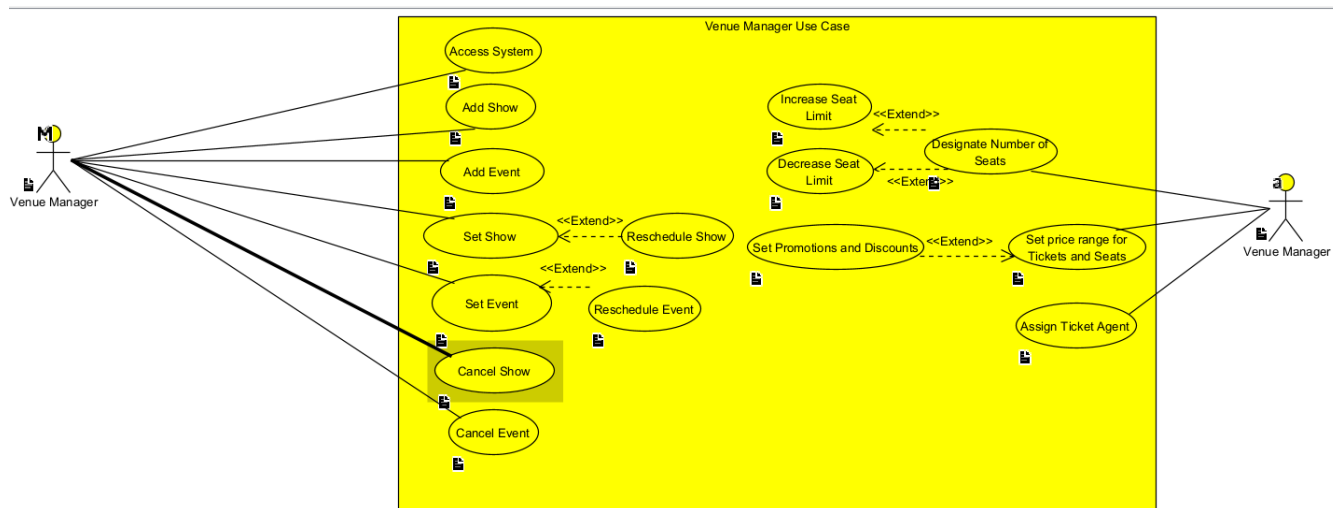 Venue Manager Use Case
Access System
Add Show
Add Event
Set Show
<<Extend>>
Reschedule Show
Set Event
<<Extend>>
Reschedule Event
Cancel Show
Cancel Event
M
Venue Manager
Increase Seat
Limit
<<Extend>>
Designate Number of
Seats
Decrease Seat
Limit
<<Extend>>
Set Promotions and Discounts
<<Extend>>
Set price range for
Tickets and Seats
Assign Ticket Agent
a
Venue Manager